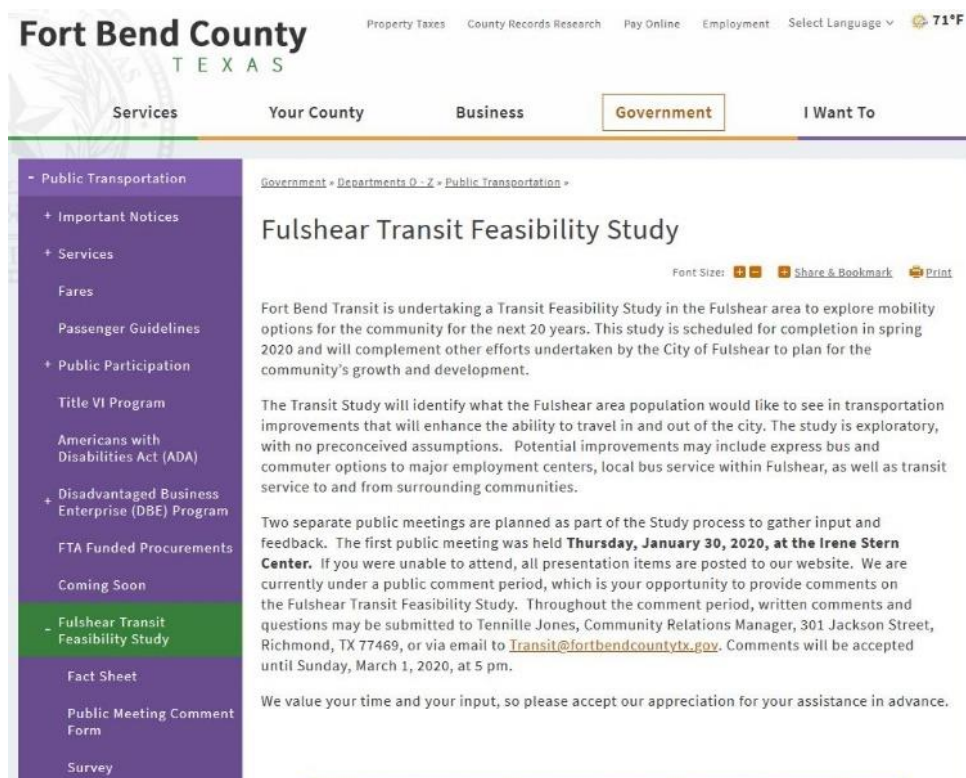 Fort Bend County
TEXAS
Property Taxes County Records Research Pay Online Employment Select Language 71°F
Services Your County Business Government I Want To
- Public Transportation
+ Important Notices
+ Services
Fares
Passenger Guidelines
+ Public Participation
Title VI Program
Americans with
Disabilities Act (ADA)
+ Disadvantaged Business
Enterprise (DBE) Program
FTA Funded Procurements
Coming Soon
- Fulshear Transit
Feasibility Study
Fact Sheet
Public Meeting Comment
Form
Survey
Government » Departments O - Z » Public Transportation »
Fulshear Transit Feasibility Study
Font Size: + - + Share & Bookmark Print
Fort Bend Transit is undertaking a Transit Feasibility Study in the Fulshear area to explore mobility
options for the community for the next 20 years. This study is scheduled for completion in spring
2020 and will complement other efforts undertaken by the City of Fulshear to plan for the
community's growth and development.
The Transit Study will identify what the Fulshear area population would like to see in transportation
improvements that will enhance the ability to travel in and out of the city. The study is exploratory,
with no preconceived assumptions. Potential improvements may include express bus and
commuter options to major employment centers, local bus service within Fulshear, as well as transit
service to and from surrounding communities.
Two separate public meetings are planned as part of the Study process to gather input and
feedback. The first public meeting was held Thursday, January 30, 2020, at the Irene Stern
Center. If you were unable to attend, all presentation items are posted to our website. We are
currently under a public comment period, which is your opportunity to provide comments on
the Fulshear Transit Feasibility Study. Throughout the comment period, written comments and
questions may be submitted to Tennille Jones, Community Relations Manager, 301 Jackson Street,
Richmond, TX 77469, or via email to Transit@fortbendcountytx.gov. Comments will be accepted
until Sunday, March 1, 2020, at 5 pm.
We value your time and your input, so please accept our appreciation for your assistance in advance.